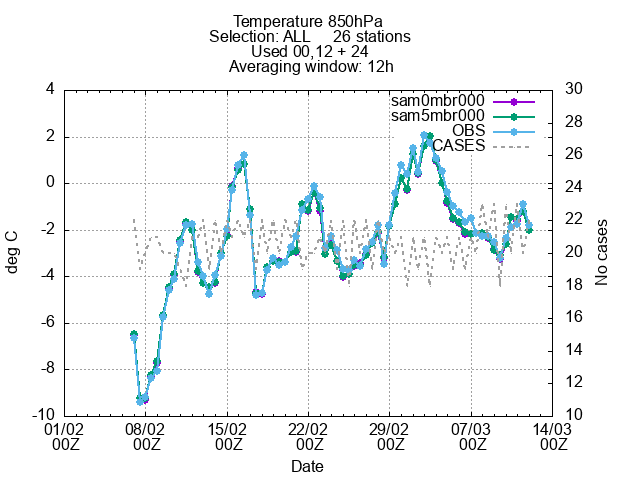 Temperature 850hPa
Selection: ALL 26 stations
Used 00,12 + 24
Averaging window: 12h
4
2
0
-2
-4
-6
-8
-10
deg C
30
28
26
24
22
20
18
16
14
12
10
No cases
sam0mbr000
sam5mbr000
OBS
CASES
01/02 08/02 15/02 22/02 29/02 07/03 14/03
00Z 00Z 00Z 00Z 00Z 00Z 00Z
Date